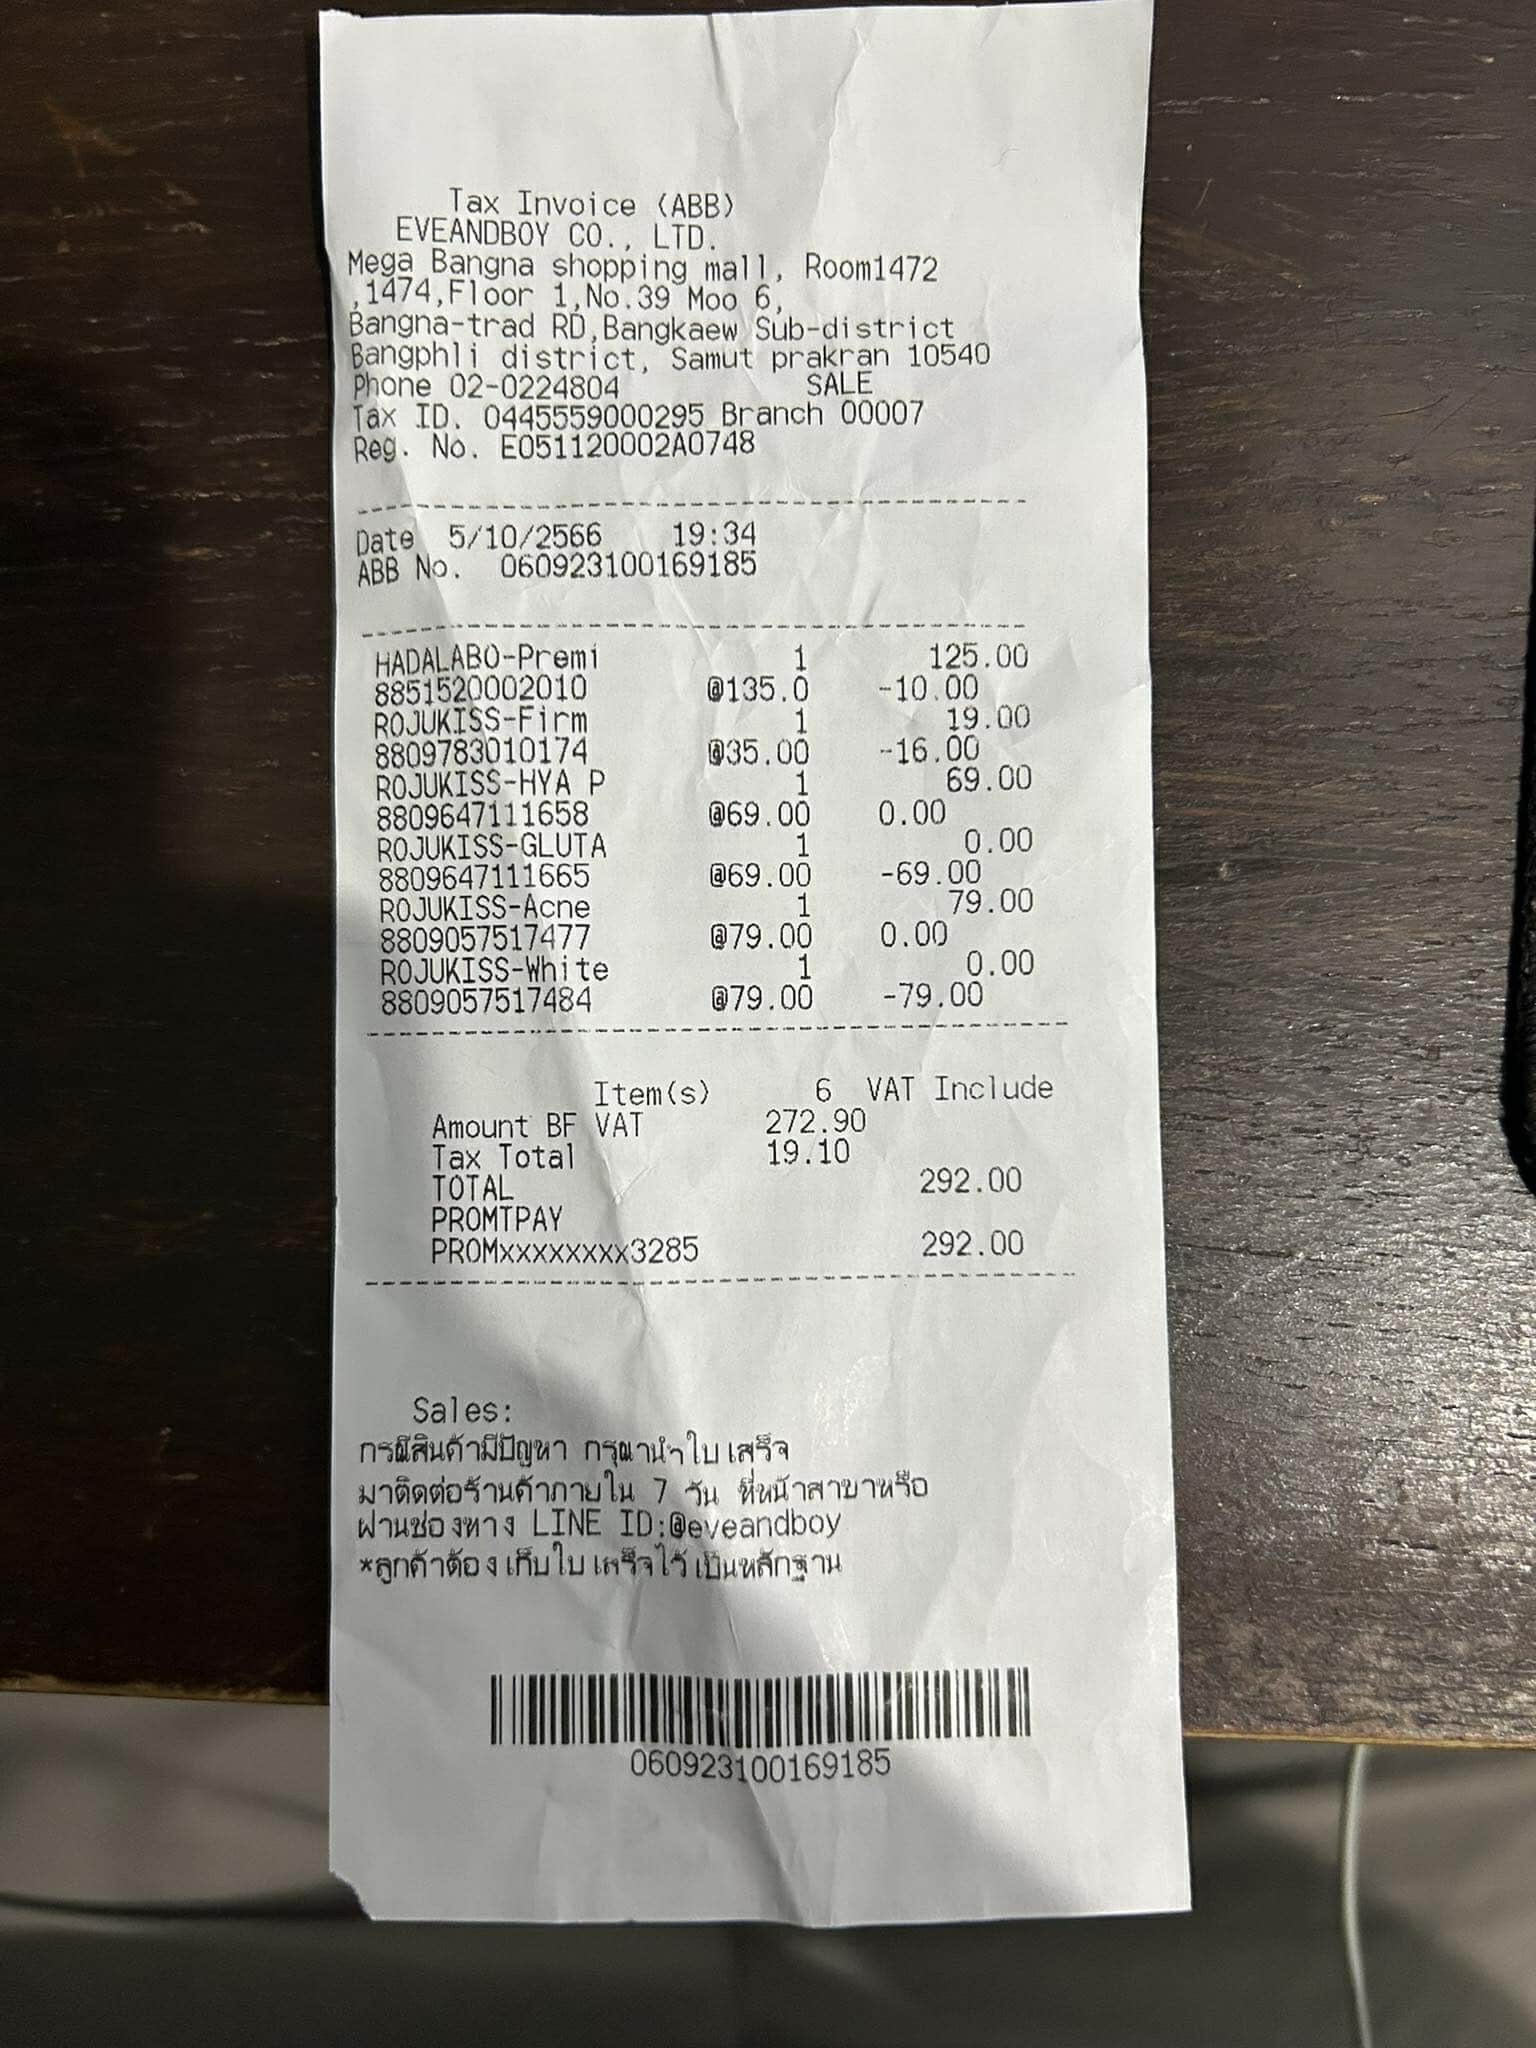 Tax Invoice (ABB)
EVEANDBOY CO., LTD.
Mega Bangna shopping mall, Room1472
,1474,Floor 1,No.39 Moo 6,
Bangna-trad RD,Bangkaew Sub-district
Bangphli district, Samut prakran 10540
Phone 02-0224804 SALE
Tax ID. 0445559000295 Branch 00007
Reg. No. E051120002A0748
Date 5/10/2566 19:34
ABB No. 060923100169185
HADALABO-Premi 1 125.00
8851520002010 @135.0 -10.00
ROJUKISS-Firm 1 19.00
8809783010174 @35.00 -16.00
ROJUKISS-HYA P 1 69.00
8809647111658 @69.00 0.00
ROJUKISS-GLUTA 1 0.00
8809647111665 @69.00 -69.00
ROJUKISS-Acne 1 79.00
8809057517477 @79.00 0.00
ROJUKISS-White 1 0.00
8809057517484 @79.00 -79.00
Item(s) 6 VAT Include
Amount BF VAT 272.90
Tax Total 19.10
TOTAL 292.00
PROMTPAY
PROMxxxxxxxx3285 292.00
Sales:
กรณีสินค้ามีปัญหา กรุณานำใบเสร็จ
มาติดต่อร้านค้าภายใน 7 วัน ที่หน้าสาขาหรือ
ผ่านช่องทาง LINE ID:@eveandboy
*ลูกค้าต้องเก็บใบเสร็จไว้เป็นหลักฐาน
060923100169185